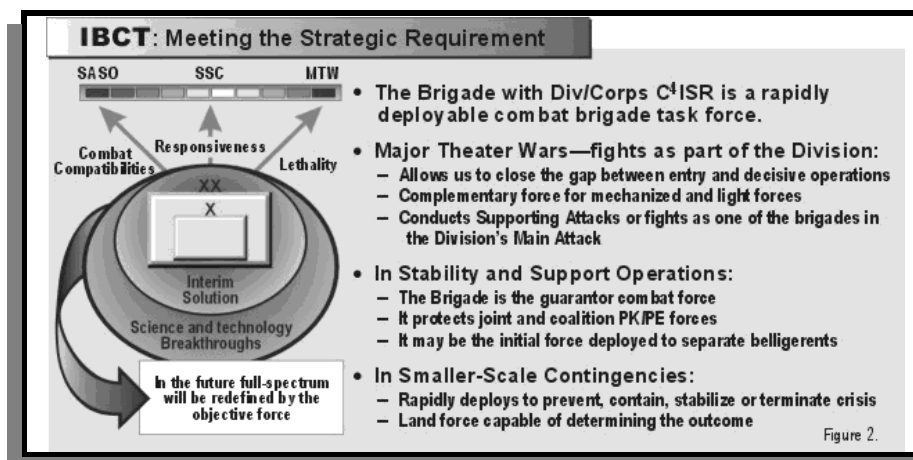 IBCT: Meeting the Strategic Requirement
SASO SSC MTW
Combat
Compatibilities
Responsiveness
Lethality
XX
X
Interim
Solution
Science and technology
Breakthroughs
In the future full-spectrum
will be redefined by the
objective force
• The Brigade with Div/Corps C⁴ISR is a rapidly
deployable combat brigade task force.
• Major Theater Wars—fights as part of the Division:
– Allows us to close the gap between entry and decisive operations
– Complementary force for mechanized and light forces
– Conducts Supporting Attacks or fights as one of the brigades in
the Division's Main Attack
• In Stability and Support Operations:
– The Brigade is the guarantor combat force
– It protects joint and coalition PK/PE forces
– It may be the initial force deployed to separate belligerents
• In Smaller-Scale Contingencies:
– Rapidly deploys to prevent, contain, stabilize or terminate crisis
– Land force capable of determining the outcome
Figure 2.